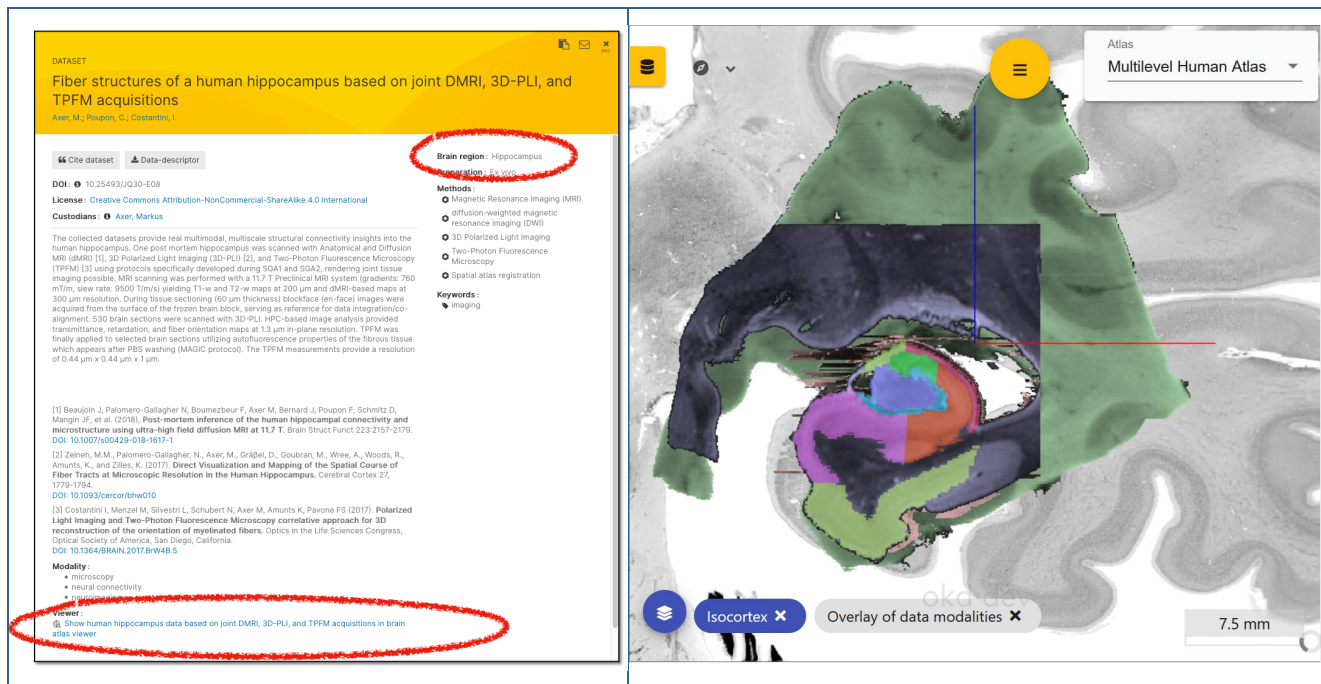 esc
DATASET
Fiber structures of a human hippocampus based on joint DMRI, 3D-PLI, and
TPFM acquisitions
Axer, M.; Poupon, C.; Costantini, I.
Cite dataset
Data-descriptor
DOI: 10.25493/JQ30-E08
License: Creative Commons Attribution-NonCommercial-ShareAlike 4.0 International
Custodians: Axer, Markus
The collected datasets provide real multimodal, multiscale structural connectivity insights into the
human hippocampus. One post mortem hippocampus was scanned with Anatomical and Diffusion
MRI (dMRI) [1], 3D Polarized Light Imaging (3D-PLI) [2], and Two-Photon Fluorescence Microscopy
(TPFM) [3] using protocols specifically developed during SGA1 and SGA2, rendering joint tissue
imaging possible. MRI scanning was performed with a 11.7 T Preclinical MRI system (gradients: 760
mT/m, slew rate: 9500 T/m/s) yielding T1-w and T2-w maps at 200 µm and dMRI-based maps at
300 µm resolution. During tissue sectioning (60 µm thickness) blockface (en-face) images were
acquired from the surface of the frozen brain block, serving as reference for data integration/co-
alignment. 530 brain sections were scanned with 3D-PLI. HPC-based image analysis provided
transmittance, retardation, and fiber orientation maps at 1.3 µm in-plane resolution. TPFM was
finally applied to selected brain sections utilizing autofluorescence properties of the fibrous tissue
which appears after PBS washing (MAGIC protocol). The TPFM measurements provide a resolution
of 0.44 µm x 0.44 µm x 1 µm.
[1] Beaujoin J, Palomero-Gallagher N, Boumezbeur F, Axer M, Bernard J, Poupon F, Schmitz D,
Mangin JF, et al. (2018), Post-mortem inference of the human hippocampal connectivity and
microstructure using ultra-high field diffusion MRI at 11.7 T. Brain Struct Funct 223:2157-2179.
DOI: 10.1007/s00429-018-1617-1
[2] Zeineh, M.M., Palomero-Gallagher, N., Axer, M., Gräβel, D., Goubran, M., Wree, A., Woods, R.,
Amunts, K., and Zilles, K. (2017). Direct Visualization and Mapping of the Spatial Course of
Fiber Tracts at Microscopic Resolution in the Human Hippocampus. Cerebral Cortex 27,
1779-1794.
DOI: 10.1093/cercor/bhw010
[3] Costantini I, Menzel M, Silvestri L, Schubert N, Axer M, Amunts K, Pavone FS (2017). Polarized
Light Imaging and Two-Photon Fluorescence Microscopy correlative approach for 3D
reconstruction of the orientation of myelinated fibers. Optics in the Life Sciences Congress,
Optical Society of America, San Diego, California.
DOI: 10.1364/BRAIN.2017.BrW4B.5
Modality:
microscopy
neural connectivity
neuroimaging
Viewer:
Show human hippocampus data based on joint DMRI, 3D-PLI, and TPFM acquisitions in brain
atlas viewer
Brain region: Hippocampus
Preparation: Ex vivo
Methods:
Magnetic Resonance Imaging (MRI)
diffusion-weighted magnetic
resonance imaging (DWI)
3D Polarized Light Imaging
Two-Photon Fluorescence
Microscopy
Spatial atlas registration
Keywords:
imaging
Atlas
Multilevel Human Atlas
okd-dev
Isocortex
Overlay of data modalities
7.5 mm